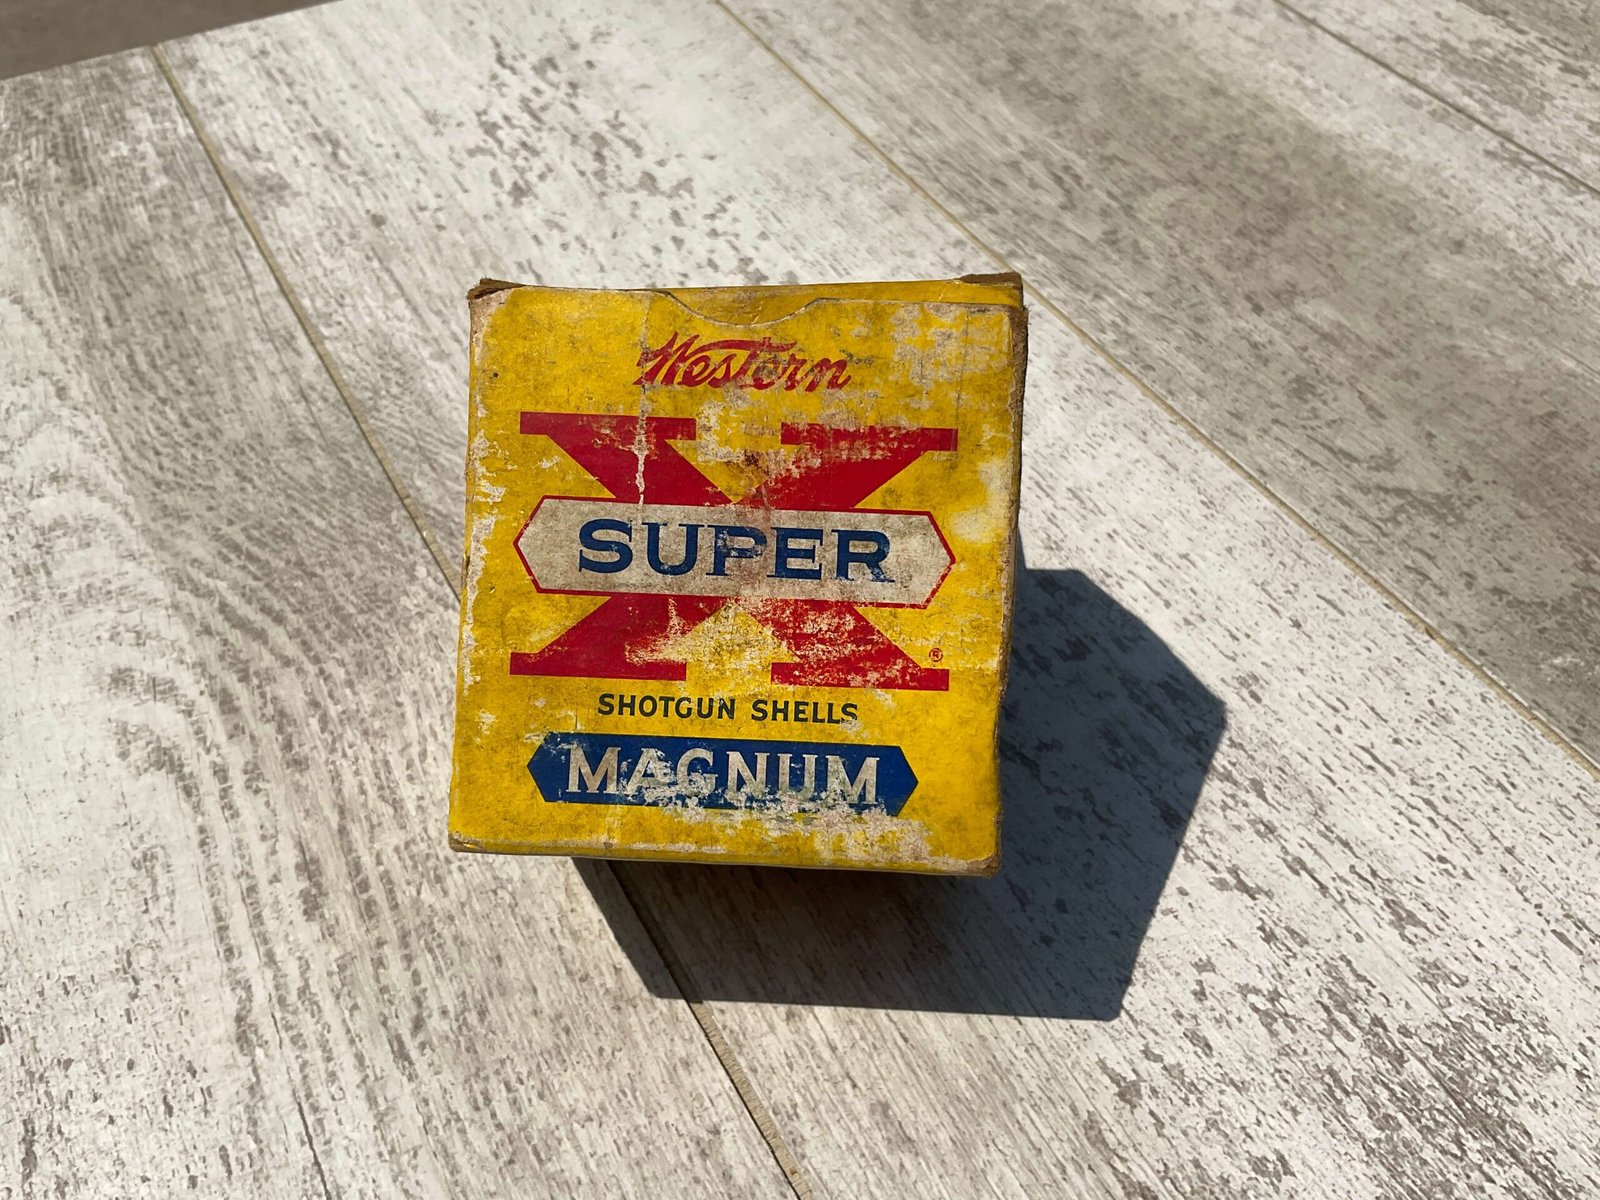 Western
X
SUPER
®
SHOTGUN SHELLS
MAGNUM